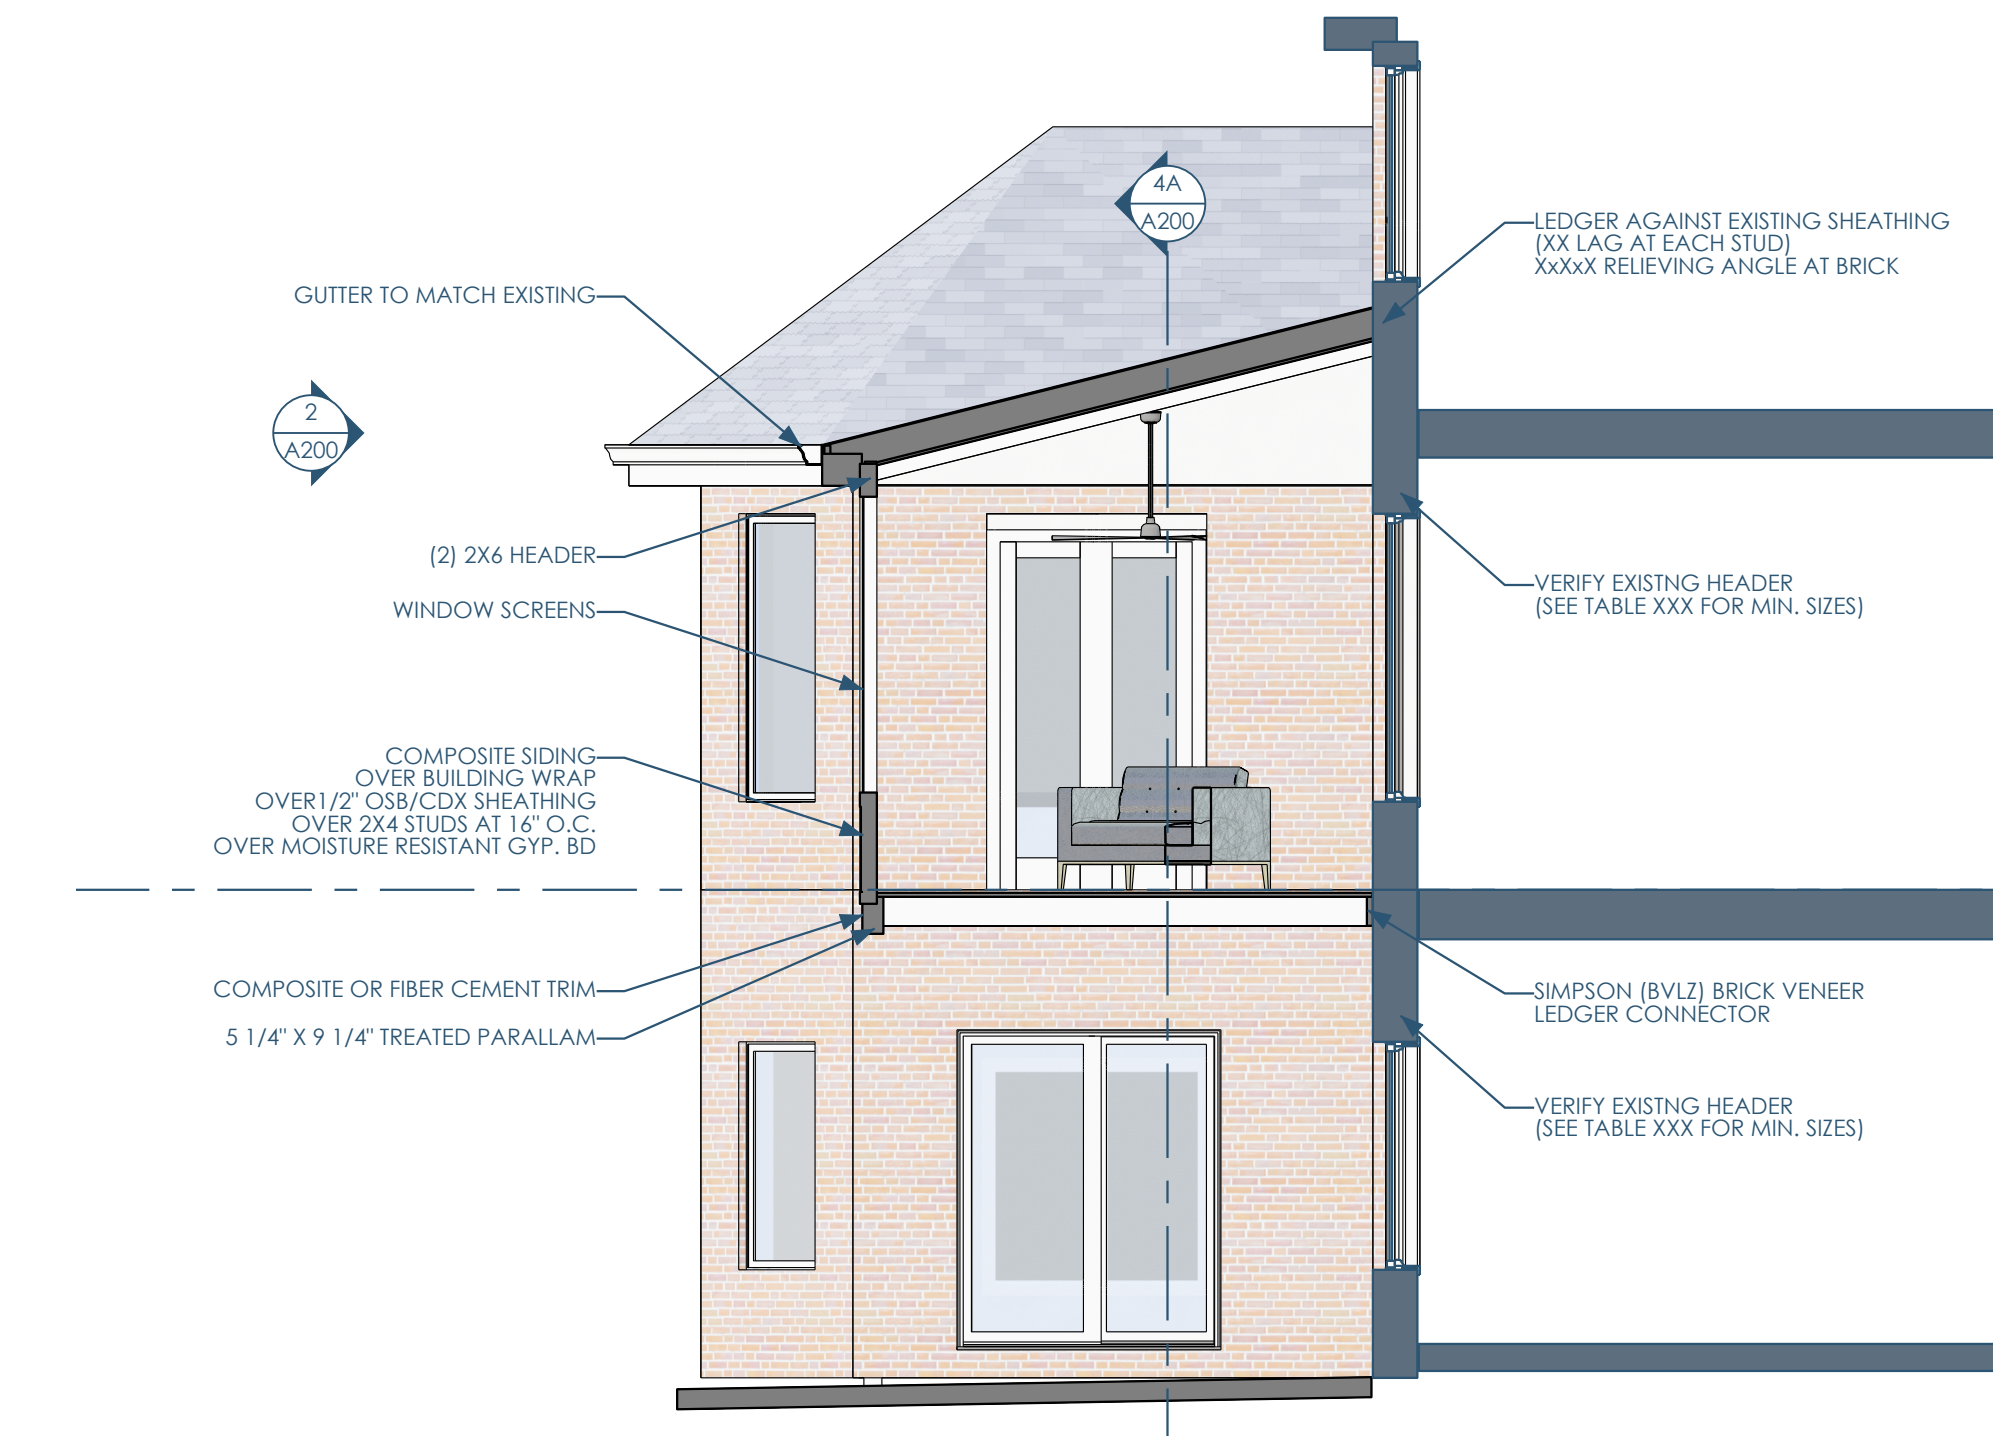 4A
A200
LEDGER AGAINST EXISTING SHEATHING
(XX LAG AT EACH STUD)
XxXxX RELIEVING ANGLE AT BRICK
GUTTER TO MATCH EXISTING
2
A200
(2) 2X6 HEADER
WINDOW SCREENS
VERIFY EXISTNG HEADER
(SEE TABLE XXX FOR MIN. SIZES)
COMPOSITE SIDING
OVER BUILDING WRAP
OVER1/2" OSB/CDX SHEATHING
OVER 2X4 STUDS AT 16" O.C.
OVER MOISTURE RESISTANT GYP. BD
COMPOSITE OR FIBER CEMENT TRIM
5 1/4" X 9 1/4" TREATED PARALLAM
SIMPSON (BVLZ) BRICK VENEER
LEDGER CONNECTOR
VERIFY EXISTNG HEADER
(SEE TABLE XXX FOR MIN. SIZES)